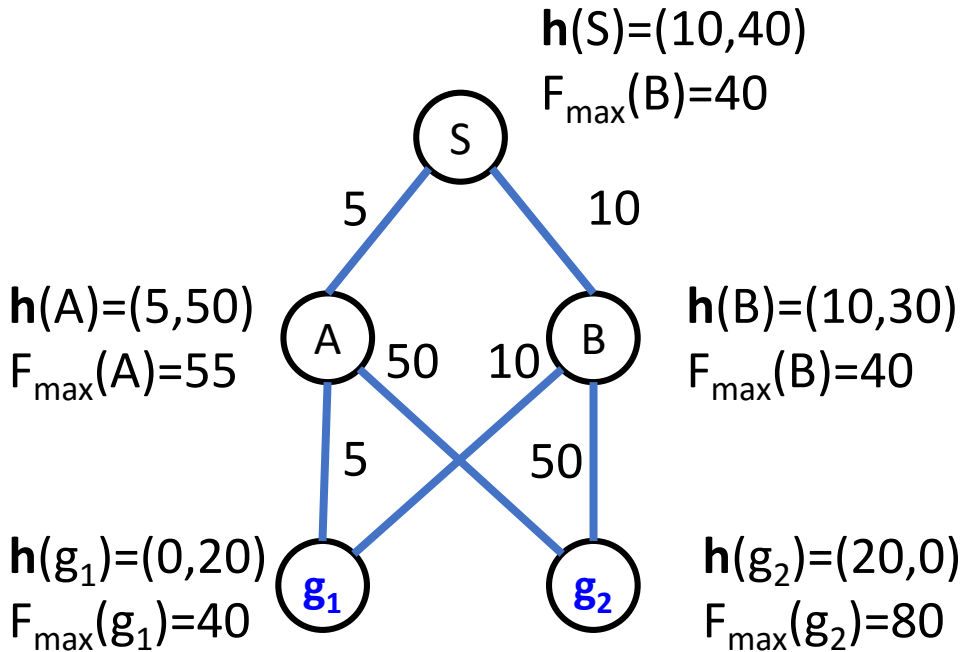 h(S)=(10,40)
Fmax(B)=40
S
5
10
h(A)=(5,50)
Fmax(A)=55
A
50
10
B
h(B)=(10,30)
Fmax(B)=40
5
50
h(g1)=(0,20)
Fmax(g1)=40
g1
g2
h(g2)=(20,0)
Fmax(g2)=80